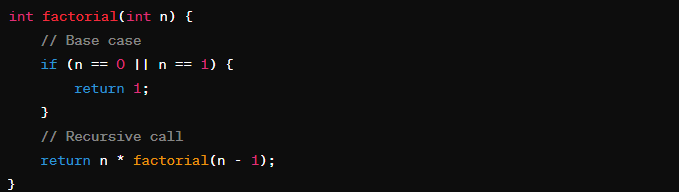 int factorial(int n) {
    // Base case
    if (n == 0 || n == 1) {
        return 1;
    }
    // Recursive call
    return n * factorial(n - 1);
}